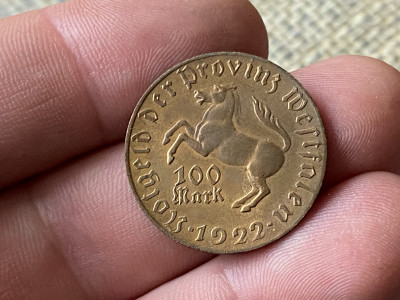 Notgeld der Provinz Westfalen
100
Mark
·1922·